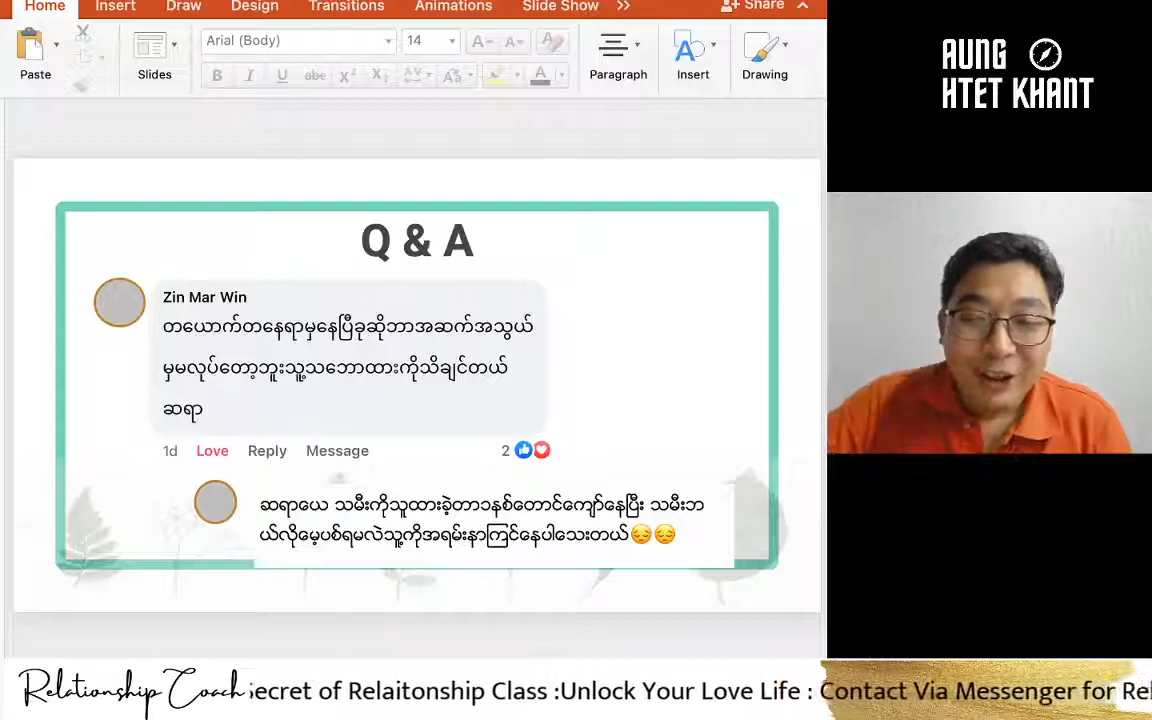 Home Insert Draw Design Transitions Animations Slide Show >> Share
Arial (Body) 14
Paste Slides Paragraph Insert Drawing
AUNG
HTET KHANT
Q & A
Zin Mar Win
တယောက်တနေရာမှနေပြီခုဆိုဘာအဆက်အသွယ်
မှမလုပ်တော့ဘူးသူ့သဘောထားကိုသိချင်တယ်
ဆရာ
1d Love Reply Message 2
ဆရာယေ သမီးကိုသူထားခဲ့တာ၁နှစ်တောင်ကျော်နေပြီး သမီးဘ
ယ်လိုမေ့ပစ်ရမလဲသူ့ကိုအရမ်းနာကြင်နေပါသေးတယ်😔😔
Relationship Coach
Secret of Relaitonship Class :Unlock Your Love Life : Contact Via Messenger for Rel